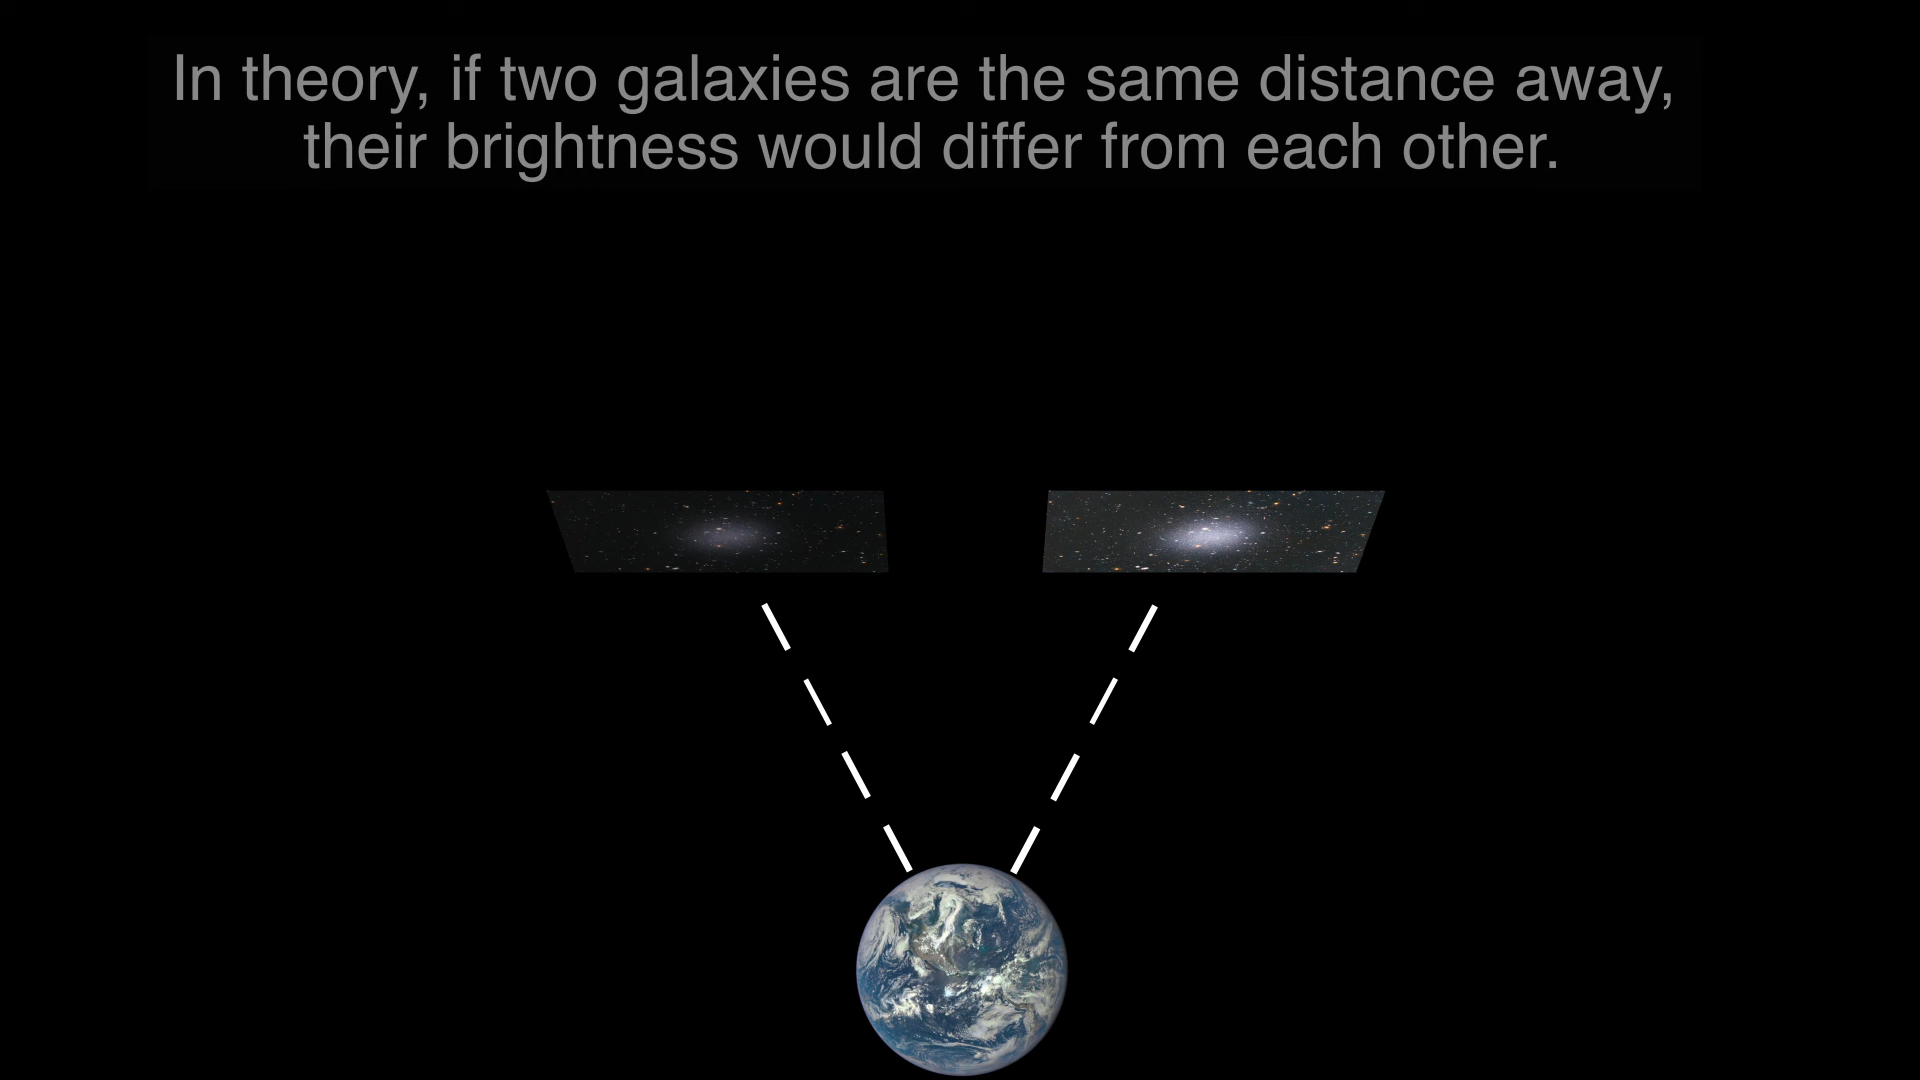 In theory, if two galaxies are the same distance away,
their brightness would differ from each other.